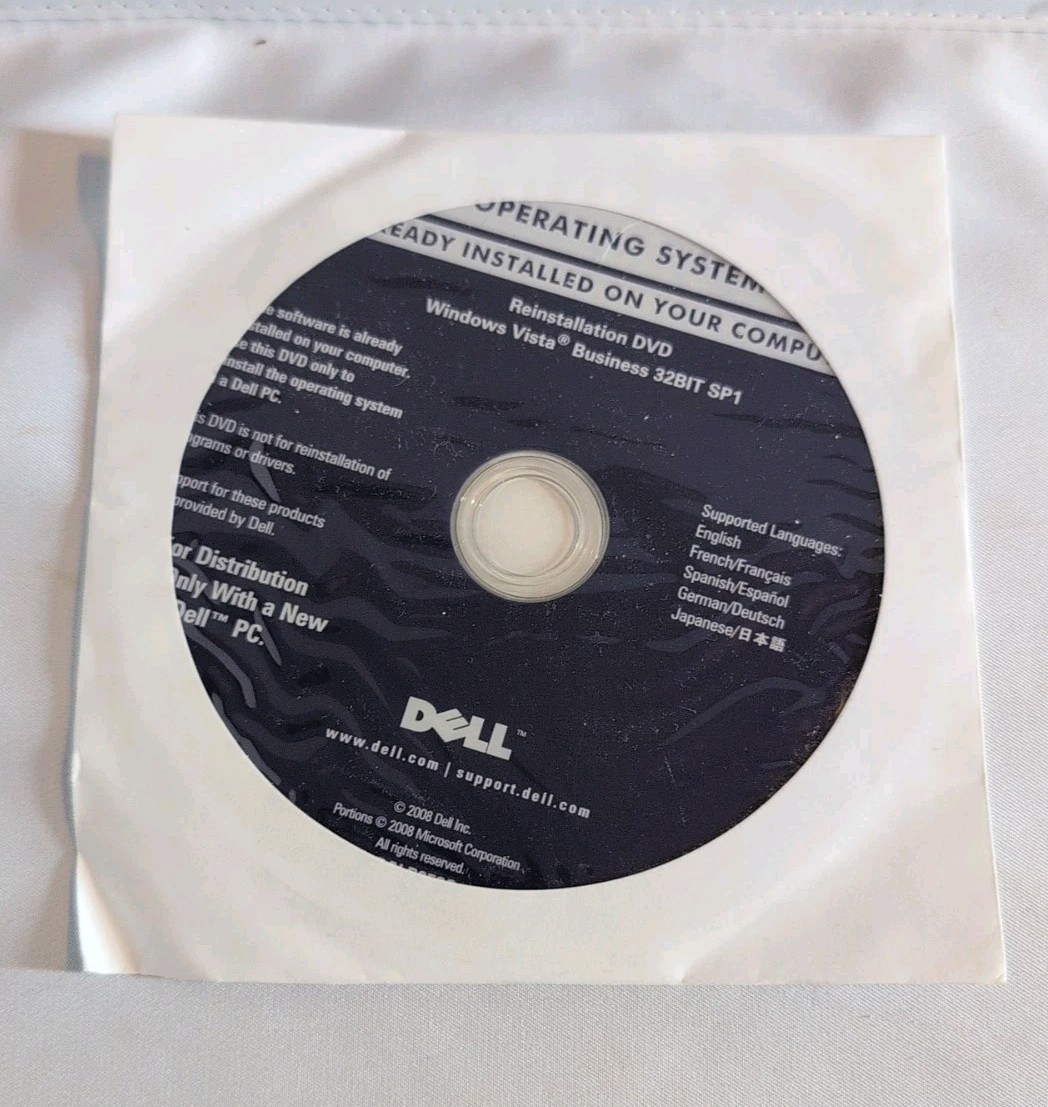 OPERATING SYSTEM
READY INSTALLED ON YOUR COMPU
Reinstallation DVD
Windows Vista® Business 32BIT SP1
e software is already
stalled on your computer.
e this DVD only to
nstall the operating system
a Dell PC.
s DVD is not for reinstallation of
ograms or drivers.
pport for these products
provided by Dell.
or Distribution
Only With a New
Dell™ PC.
Supported Languages:
English
French/Français
Spanish/Español
German/Deutsch
Japanese/日本語
DELL™
www.dell.com | support.dell.com
© 2008 Dell Inc.
Portions © 2008 Microsoft Corporation
All rights reserved.